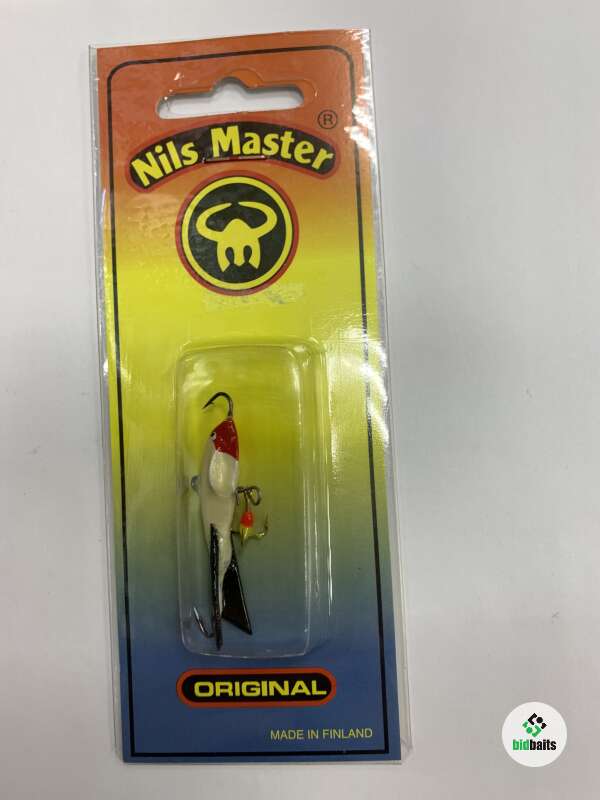 Nils Master ®
ORIGINAL
MADE IN FINLAND
bidbaits